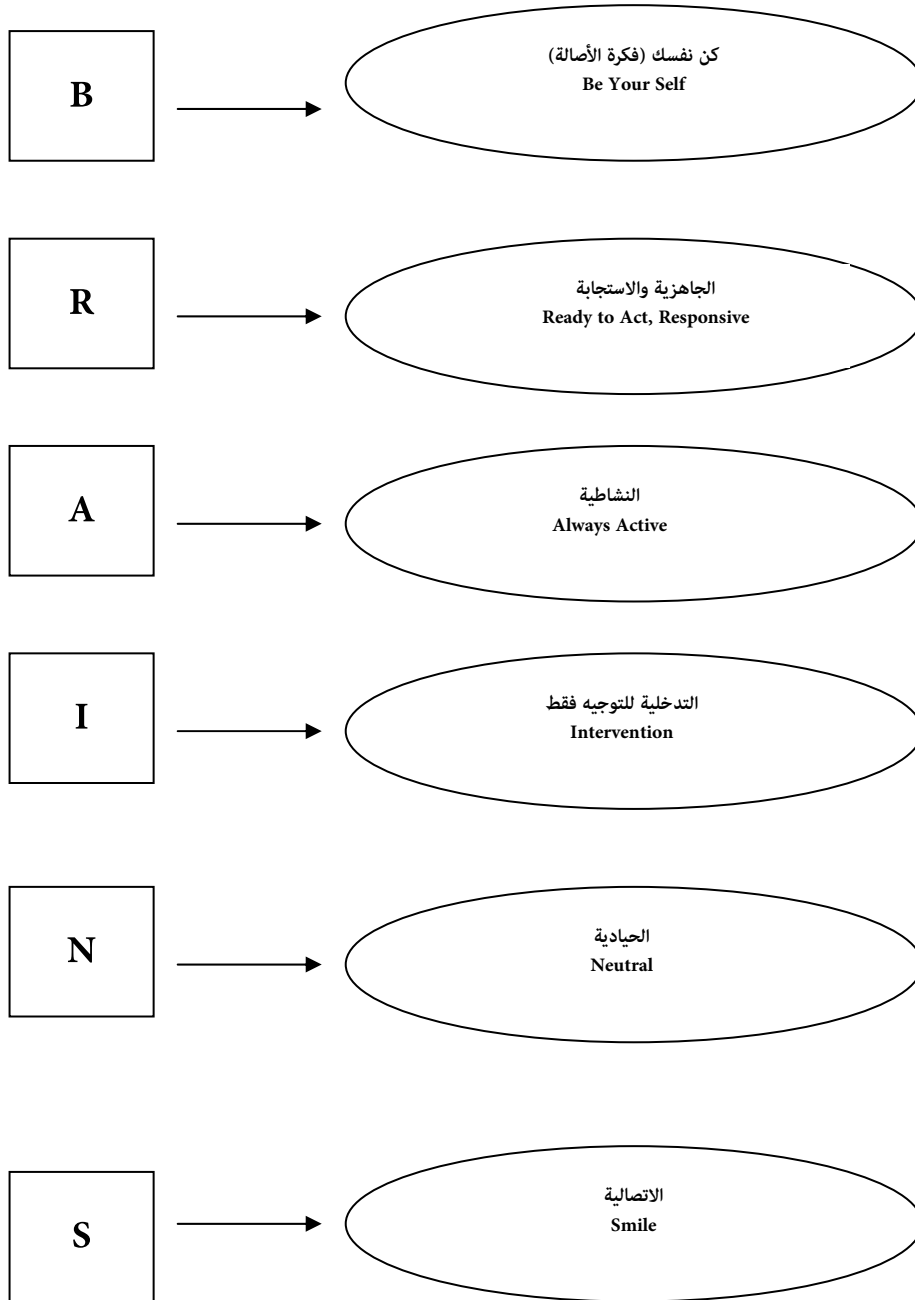 B
كن نفسك (فكرة الأصالة)
Be Your Self
R
الجاهزية والاستجابة
Ready to Act, Responsive
A
النشاطية
Always Active
I
التدخلية للتوجيه فقط
Intervention
N
الحيادية
Neutral
S
الاتصالية
Smile